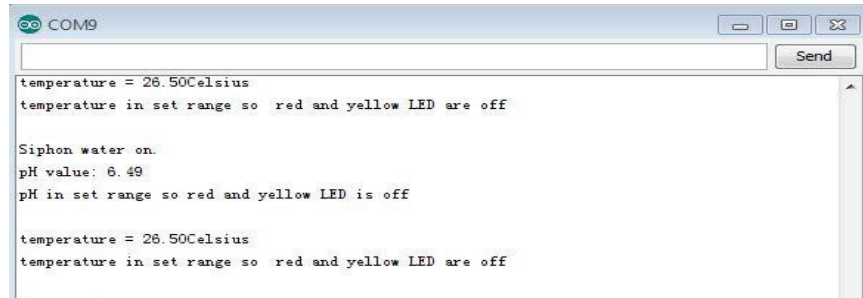 COM9
Send
temperature = 26.50Celsius
temperature in set range so  red and yellow LED are off
Siphon water on.
pH value: 6.49
pH in set range so red and yellow LED is off
temperature = 26.50Celsius
temperature in set range so  red and yellow LED are off